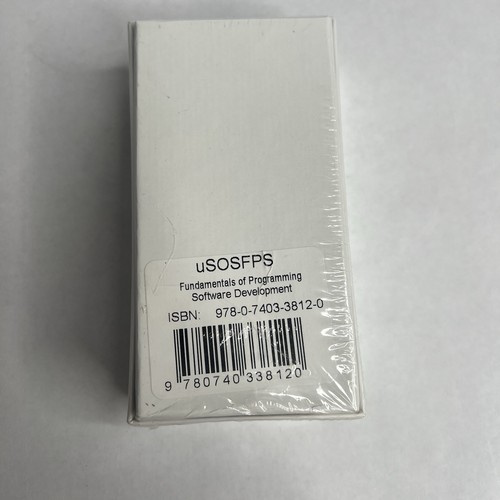 uSOSFPS
Fundamentals of Programming
Software Development
ISBN: 978-0-7403-3812-0
9 780740 338120